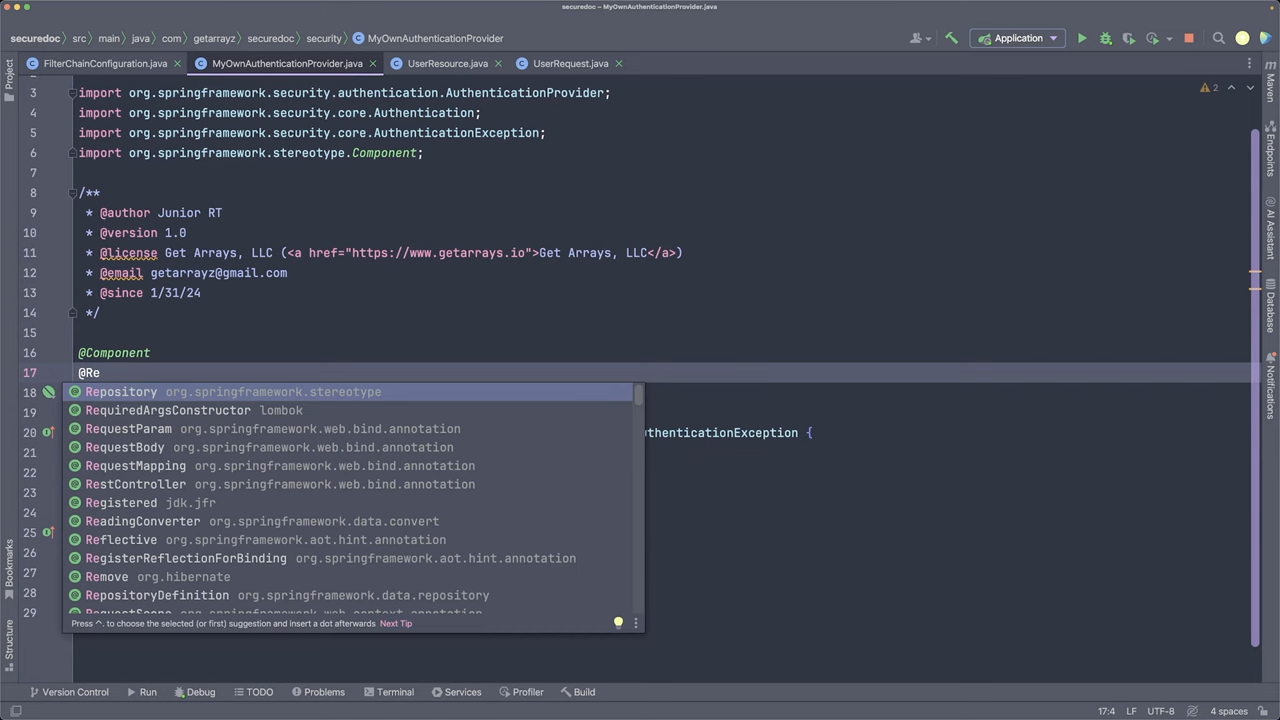 securedoc – MyOwnAuthenticationProvider.java
securedoc src main java com getarrayz securedoc security MyOwnAuthenticationProvider Application
FilterChainConfiguration.java MyOwnAuthenticationProvider.java UserResource.java UserRequest.java
Project
Maven
Endpoints
AI Assistant
Database
Notifications
Bookmarks
Structure
2
3 import org.springframework.security.authentication.AuthenticationProvider;
4 import org.springframework.security.core.Authentication;
5 import org.springframework.security.core.AuthenticationException;
6 import org.springframework.stereotype.Component;
7
8 /**
9 * @author Junior RT
10 * @version 1.0
11 * @license Get Arrays, LLC (<a href="https://www.getarrays.io">Get Arrays, LLC</a>)
12 * @email getarrayz@gmail.com
13 * @since 1/31/24
14 */
15
16 @Component
17 @Re
18 Repository org.springframework.stereotype
19 RequiredArgsConstructor lombok
20 RequestParam org.springframework.web.bind.annotation uthenticationException {
21 RequestBody org.springframework.web.bind.annotation
22 RequestMapping org.springframework.web.bind.annotation
23 RestController org.springframework.web.bind.annotation
24 Registered jdk.jfr
25 ReadingConverter org.springframework.data.convert
Reflective org.springframework.aot.hint.annotation
26 RegisterReflectionForBinding org.springframework.aot.hint.annotation
27 Remove org.hibernate
28 RepositoryDefinition org.springframework.data.repository
29 RequestScope org.springframework.web.context.annotation
Press ^. to choose the selected (or first) suggestion and insert a dot afterwards Next Tip
Version Control Run Debug TODO Problems Terminal Services Profiler Build
17:4 LF UTF-8 4 spaces